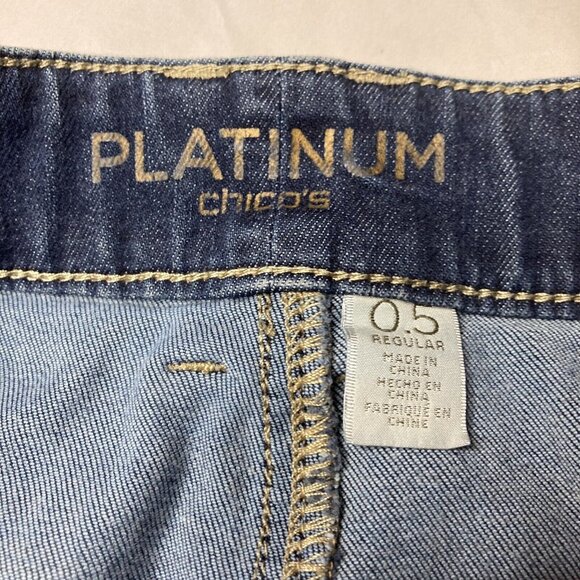 PLATINUM
chico's
0.5
REGULAR
MADE IN
CHINA
HECHO EN
CHINA
FABRIQUÉ EN
CHINE